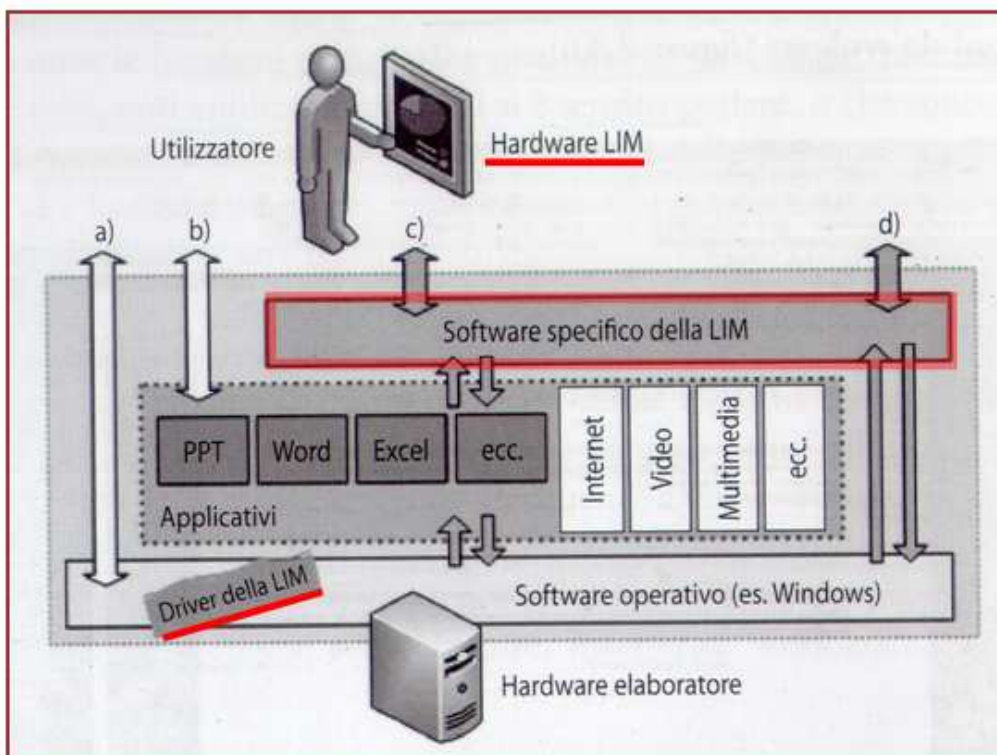 Utilizzatore
Hardware LIM
a)
b)
c)
d)
Software specifico della LIM
PPT
Word
Excel
ecc.
Internet
Video
Multimedia
ecc.
Applicativi
Driver della LIM
Software operativo (es. Windows)
Hardware elaboratore